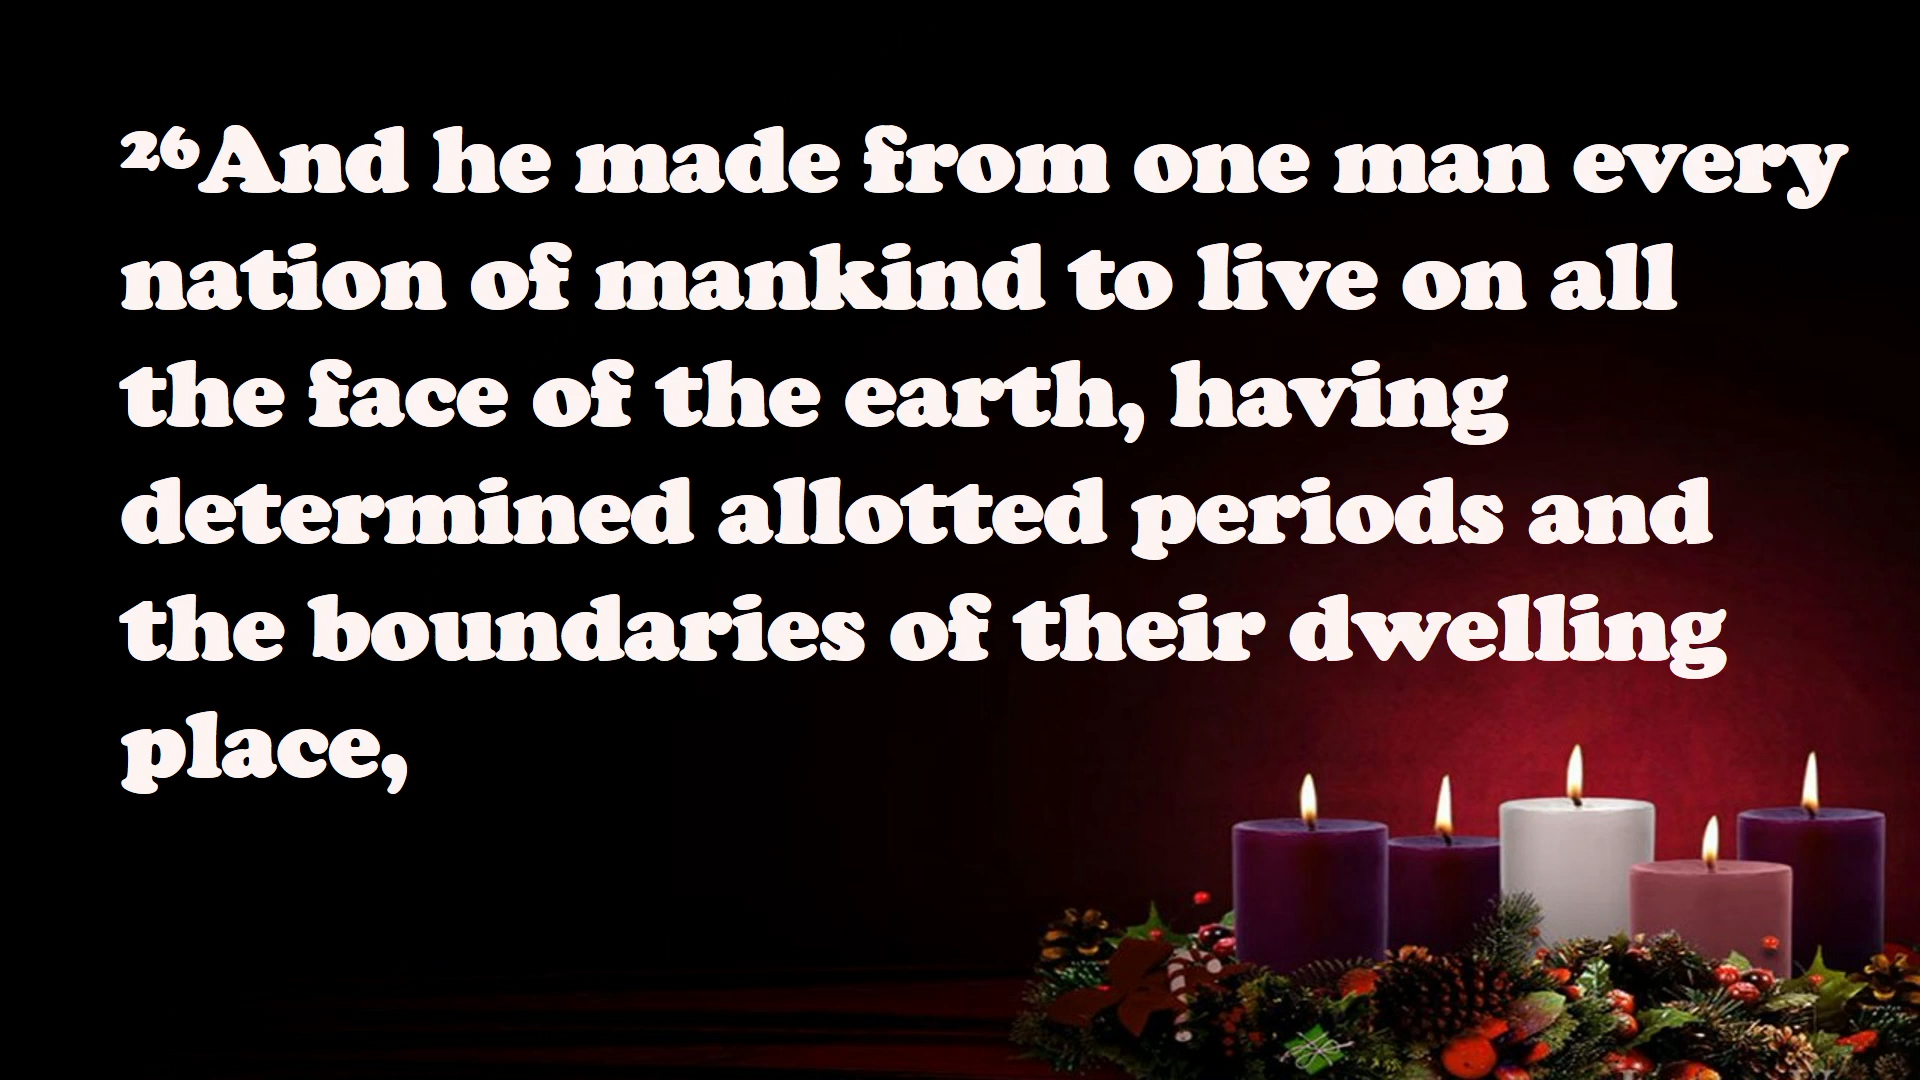 ²⁶And he made from one man every
nation of mankind to live on all
the face of the earth, having
determined allotted periods and
the boundaries of their dwelling
place,